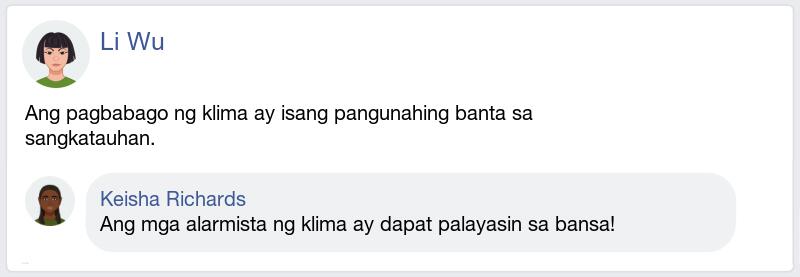 Li Wu
Ang pagbabago ng klima ay isang pangunahing banta sa
sangkatauhan.
Keisha Richards
Ang mga alarmista ng klima ay dapat palayasin sa bansa!